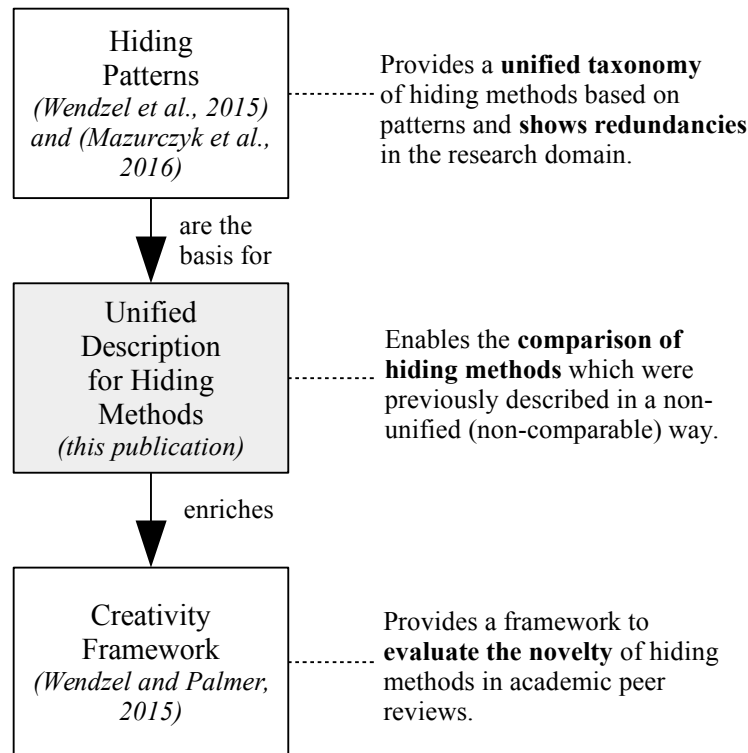 Hiding
Patterns
(Wendzel et al., 2015)
and (Mazurczyk et al.,
2016)
Provides a unified taxonomy
of hiding methods based on
patterns and shows redundancies
in the research domain.
are the
basis for
Unified
Description
for Hiding
Methods
(this publication)
Enables the comparison of
hiding methods which were
previously described in a non-
unified (non-comparable) way.
enriches
Creativity
Framework
(Wendzel and Palmer,
2015)
Provides a framework to
evaluate the novelty of hiding
methods in academic peer
reviews.